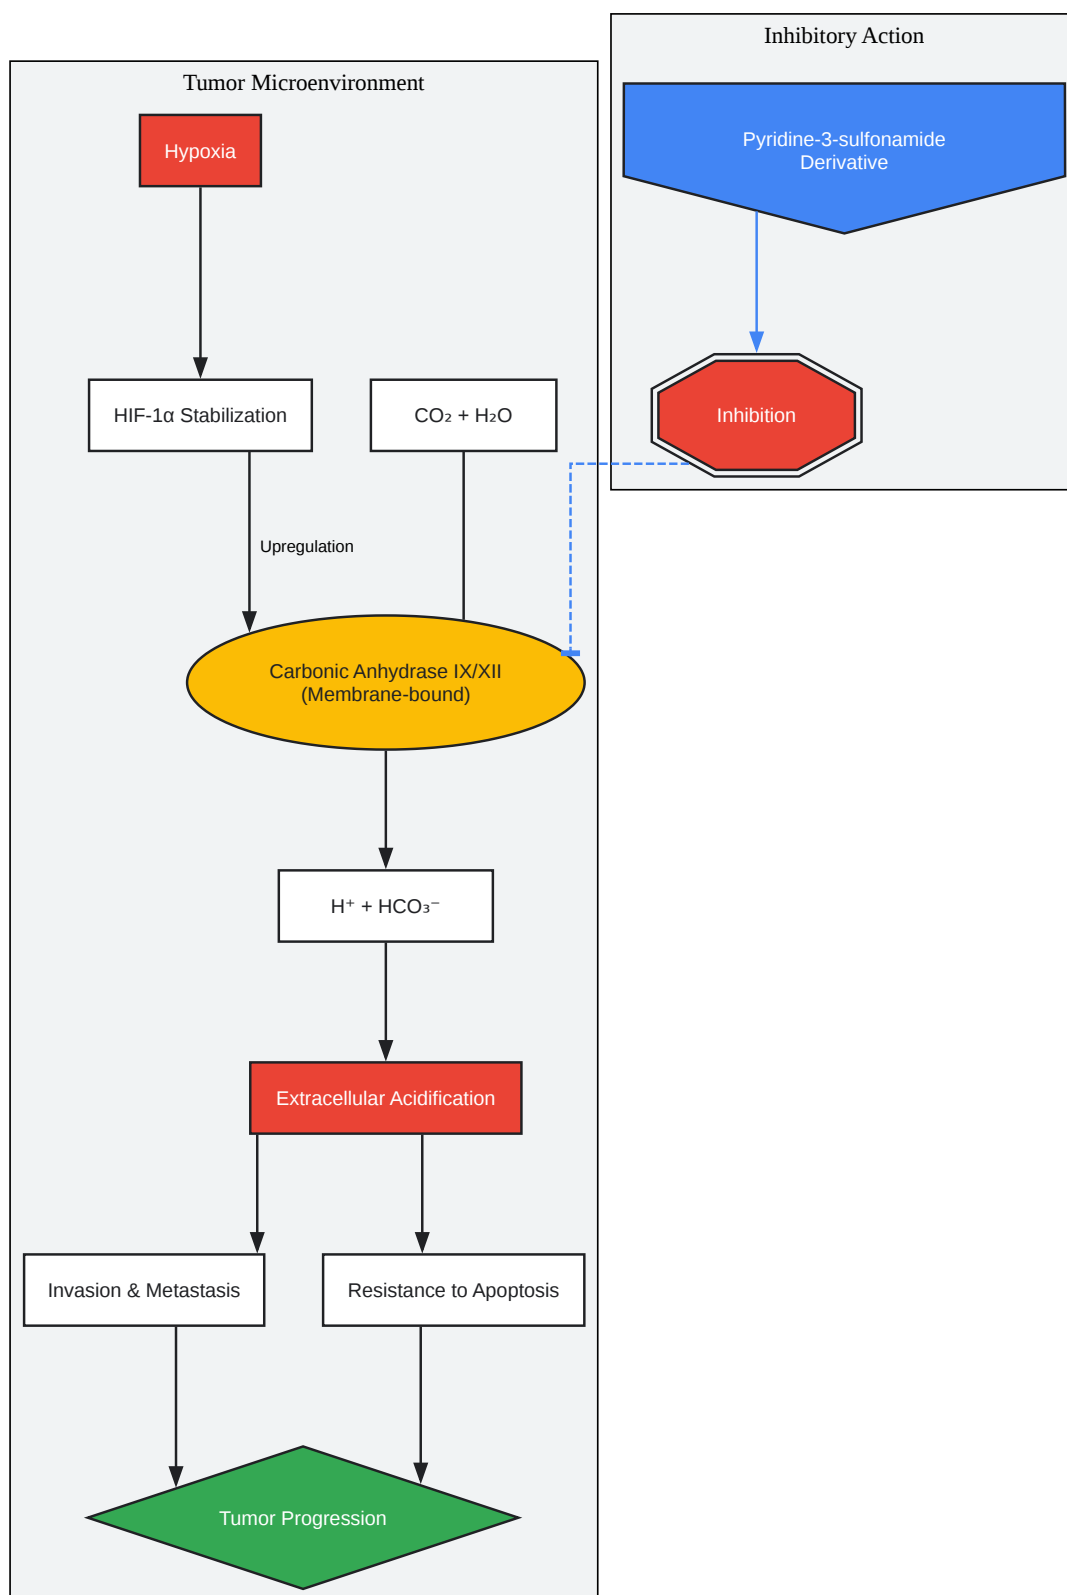 Inhibitory Action
Pyridine-3-sulfonamide
Derivative
Inhibition
Tumor Microenvironment
Hypoxia
HIF-1α Stabilization
CO₂ + H₂O
Upregulation
Carbonic Anhydrase IX/XII
(Membrane-bound)
H⁺ + HCO₃⁻
Extracellular Acidification
Invasion & Metastasis
Resistance to Apoptosis
Tumor Progression